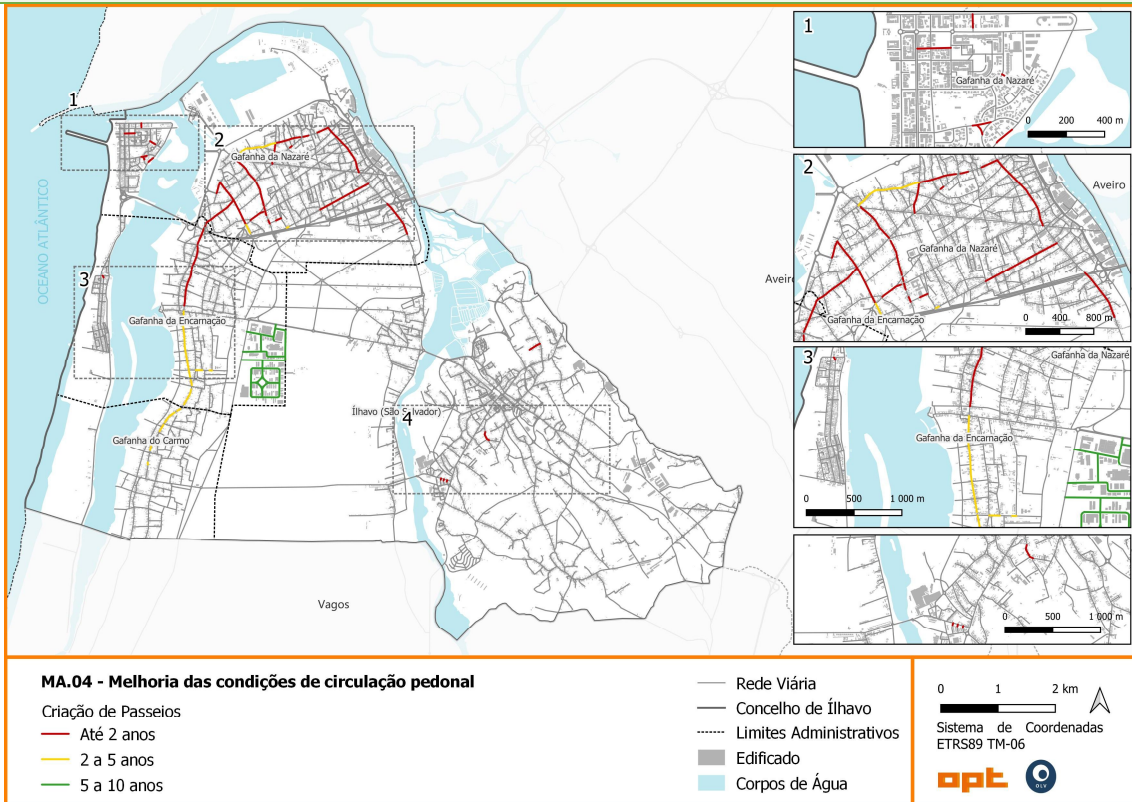 1
2
3
4
OCEANO ATLÂNTICO
Gafanha da Nazaré
Gafanha da Encarnação
Gafanha do Carmo
Ílhavo (São Salvador)
Vagos
1
Gafanha da Nazaré
0 200 400 m
2
Aveiro
Gafanha da Nazaré
Aveiro
Gafanha da Encarnação
0 400 800 m
3
Gafanha da Nazaré
Gafanha da Encarnação
0 500 1 000 m
0 500 1 000 m
MA.04 - Melhoria das condições de circulação pedonal
Criação de Passeios
Até 2 anos
2 a 5 anos
5 a 10 anos
Rede Viária
Concelho de Ílhavo
Limites Administrativos
Edificado
Corpos de Água
0 1 2 km
Sistema de Coordenadas
ETRS89 TM-06
opt
OLV